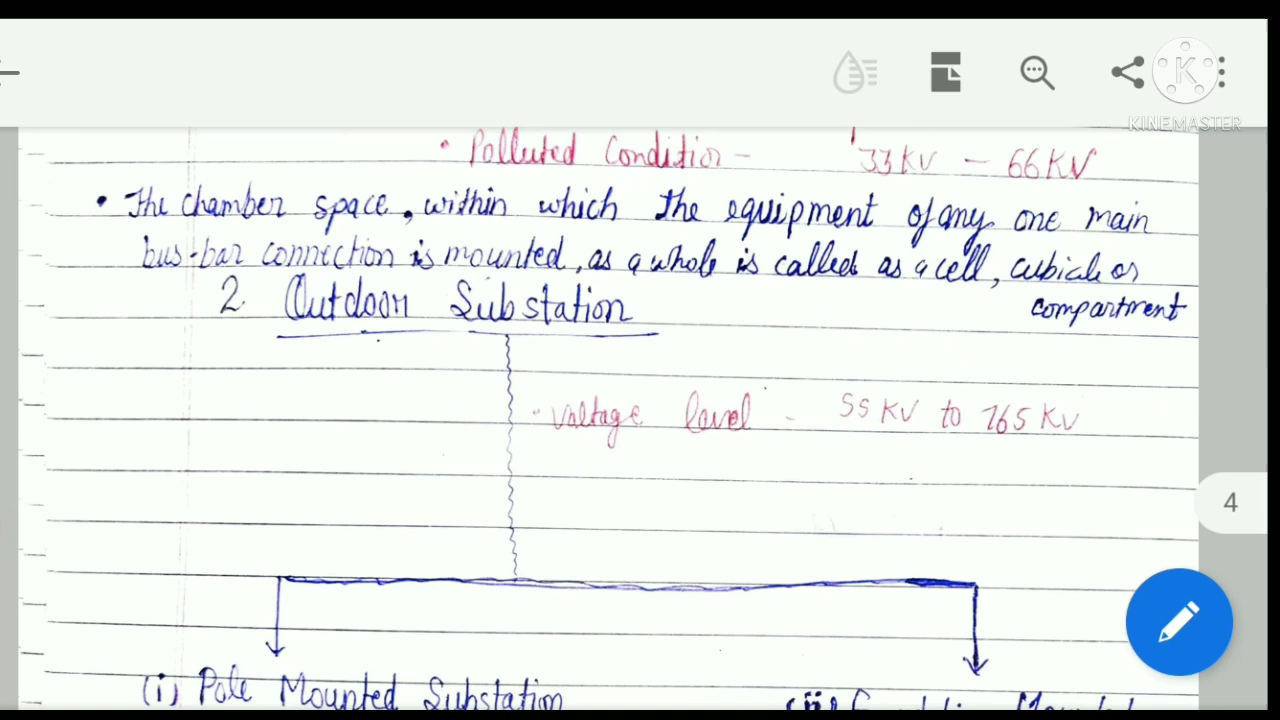 KINEMASTER
• Polluted Condition - 33 KV - 66 KV
• The chamber space, within which the equipment of any one main
bus-bar connection is mounted, as a whole is called as a cell, cubicle or
compartment
2 Outdoor Substation
• Voltage level - 55 KV to 765 KV
4
(i) Pole Mounted Substation
(ii) Mounted